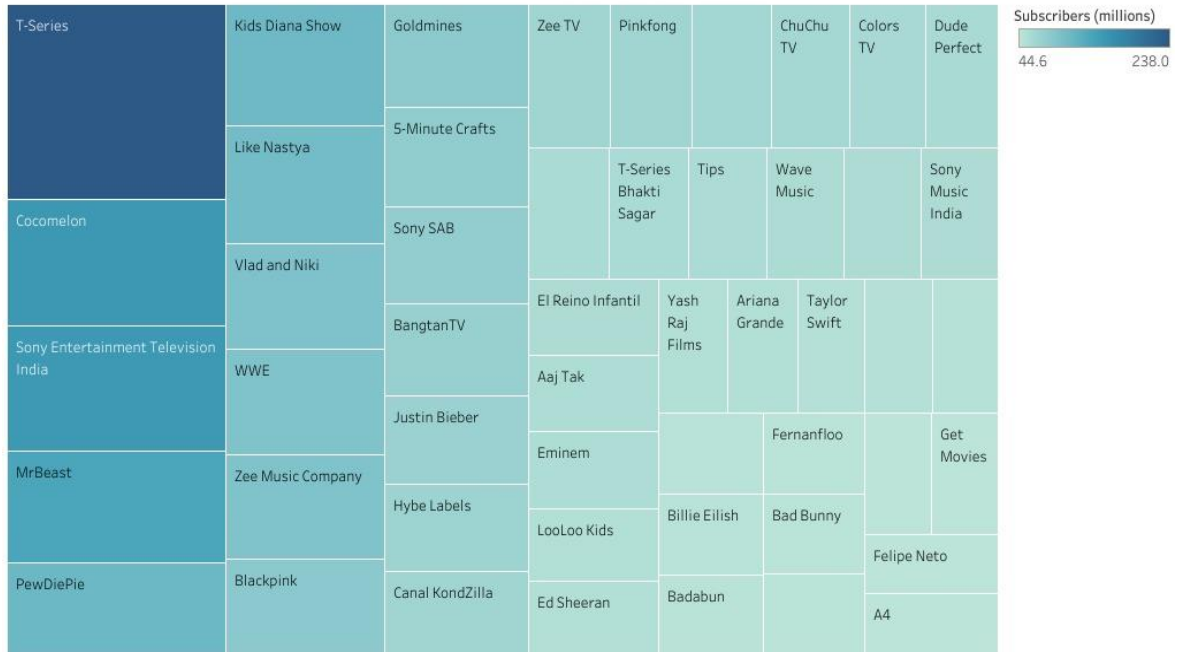 T-Series
Cocomelon
Sony Entertainment Television
India
MrBeast
PewDiePie
Kids Diana Show
Like Nastya
Vlad and Niki
WWE
Zee Music Company
Blackpink
Goldmines
5-Minute Crafts
Sony SAB
BangtanTV
Justin Bieber
Hybe Labels
Canal KondZilla
Zee TV
Pinkfong
ChuChu
TV
Colors
TV
Dude
Perfect
T-Series
Bhakti
Sagar
Tips
Wave
Music
Sony
Music
India
El Reino Infantil
Aaj Tak
Eminem
LooLoo Kids
Ed Sheeran
Yash
Raj
Films
Ariana
Grande
Taylor
Swift
Fernanfloo
Billie Eilish
Bad Bunny
Badabun
Get
Movies
Felipe Neto
A4
Subscribers (millions)
44.6 238.0